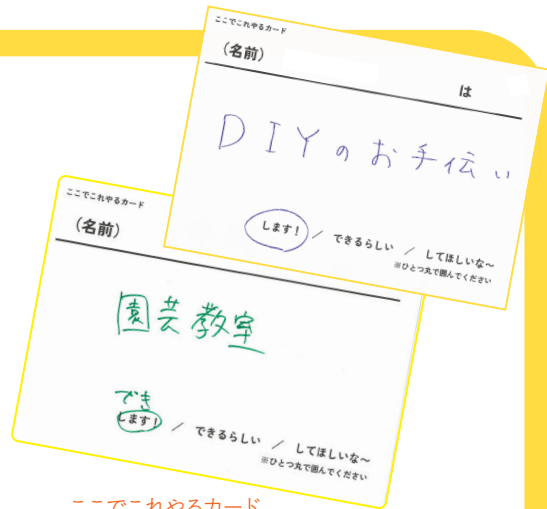 ここでこれやるカード
（名前）
は
DIYのお手伝い
します！ / できるらしい / してほしいな〜
※ひとつ丸で囲んでください
ここでこれやるカード
（名前）
園芸教室
でき
します！ / できるらしい / してほしいな〜
※ひとつ丸で囲んでください
ここでこれやるカード